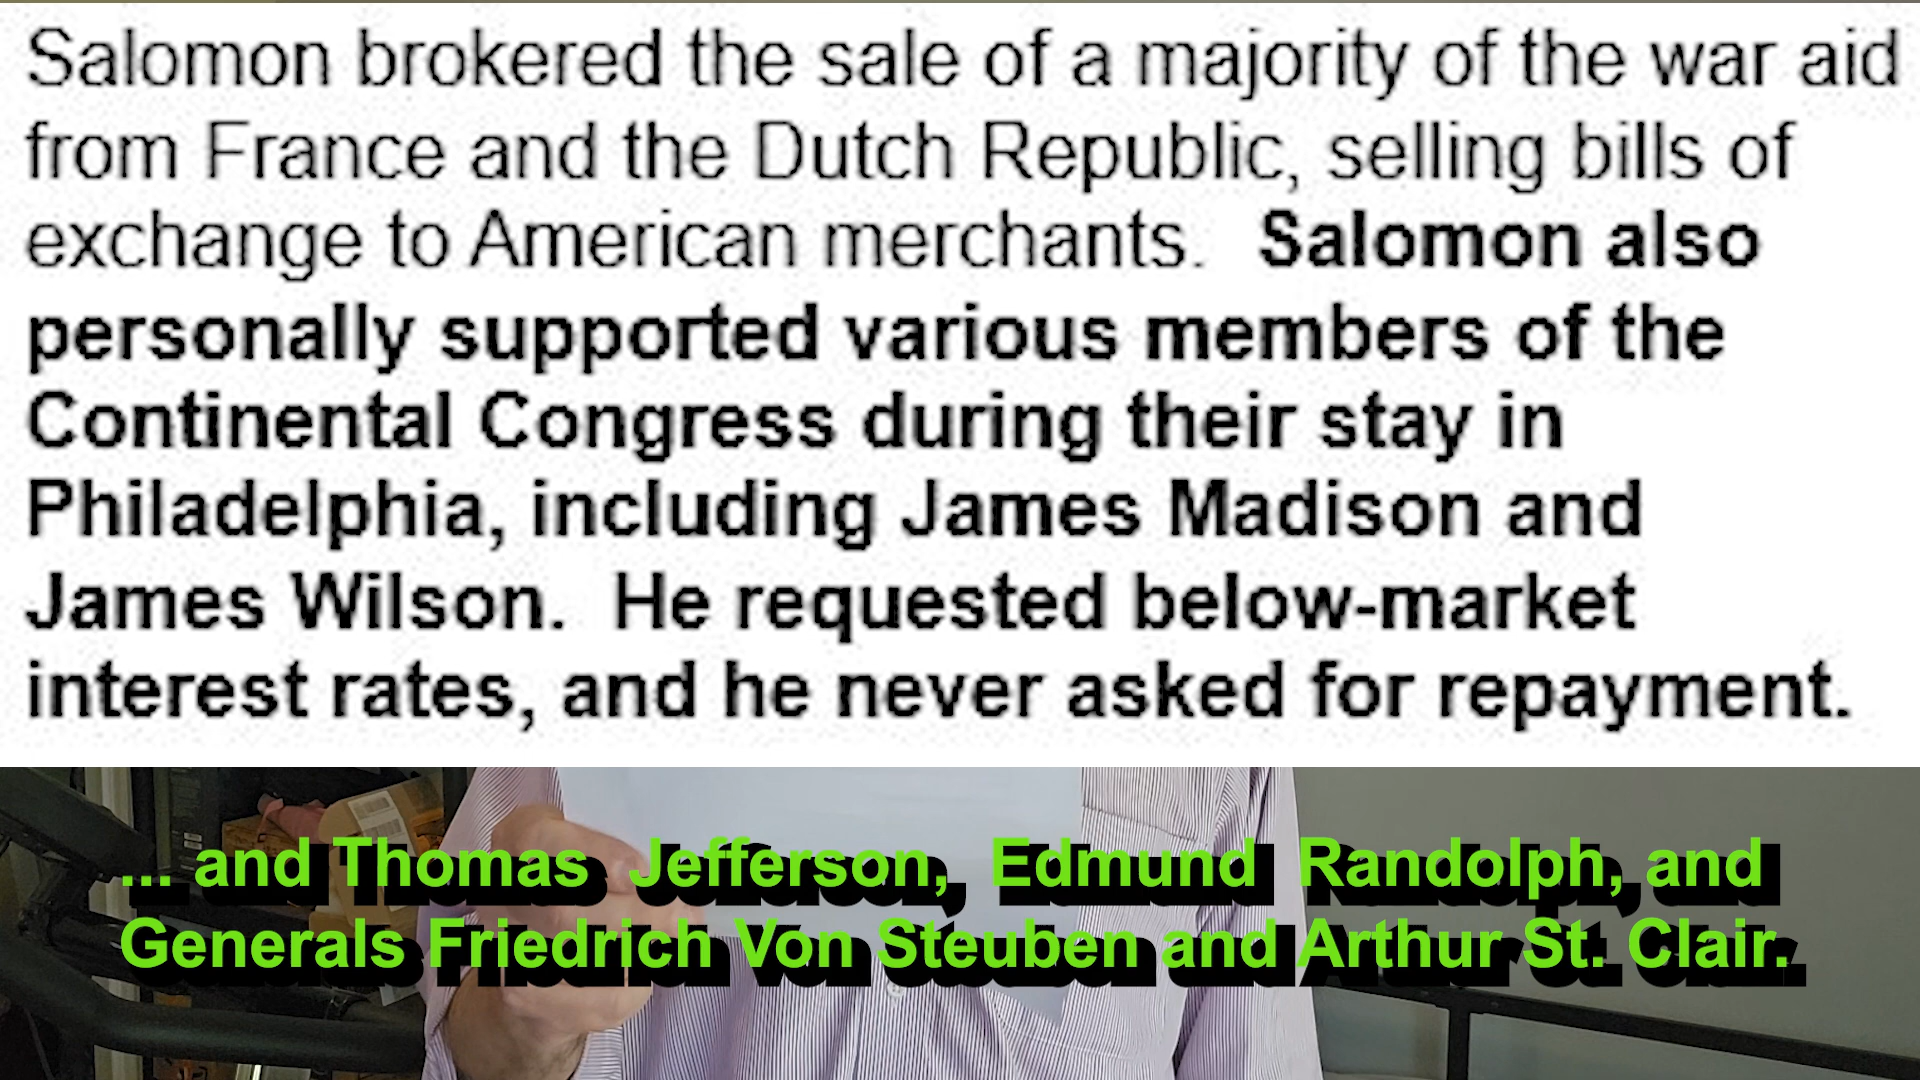 Salomon brokered the sale of a majority of the war aid
from France and the Dutch Republic, selling bills of
exchange to American merchants. Salomon also
personally supported various members of the
Continental Congress during their stay in
Philadelphia, including James Madison and
James Wilson. He requested below-market
interest rates, and he never asked for repayment.
... and Thomas Jefferson, Edmund Randolph, and
Generals Friedrich Von Steuben and Arthur St. Clair.